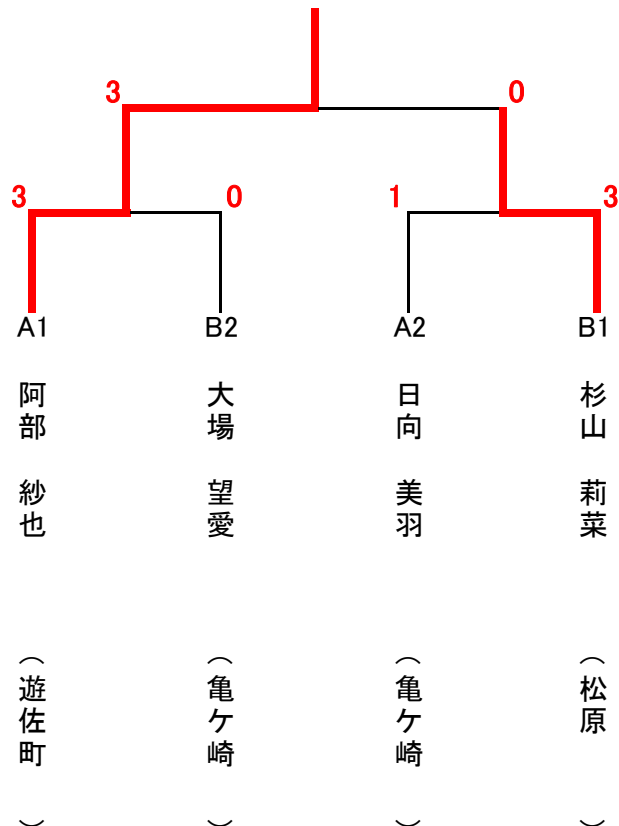 3
0
3
0
1
3
A1
B2
A2
B1
阿部 紗也
大場 望愛
日向 美羽
杉山 莉菜
（遊佐町）
（亀ケ崎）
（亀ケ崎）
（松原）